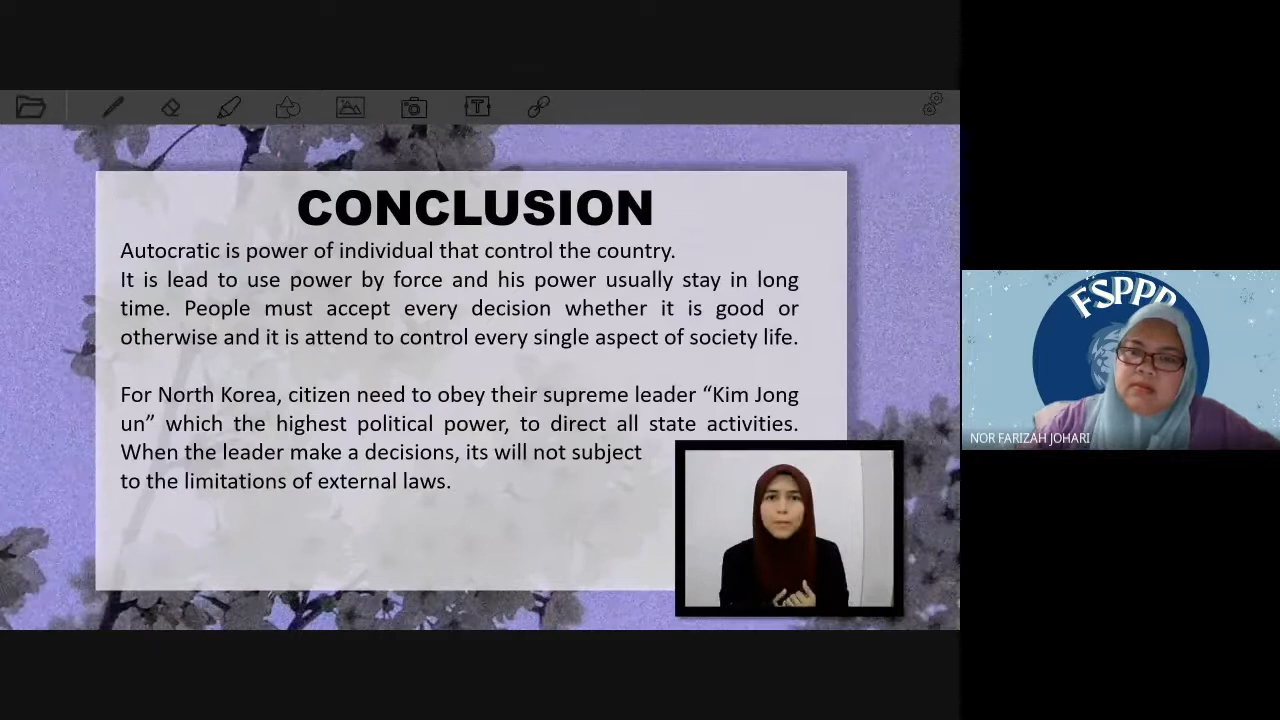 CONCLUSION
Autocratic is power of individual that control the country.
It is lead to use power by force and his power usually stay in long
time. People must accept every decision whether it is good or
otherwise and it is attend to control every single aspect of society life.
For North Korea, citizen need to obey their supreme leader “Kim Jong
un” which the highest political power, to direct all state activities.
When the leader make a decisions, its will not subject
to the limitations of external laws.
T
FSPPP
NOR FARIZAH JOHARI